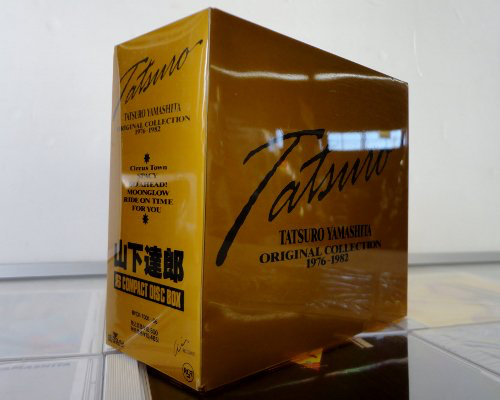 Tatsuro
TATSURO YAMASHITA
ORIGINAL COLLECTION
1976-1982
Circus Town
SPACY
GO AHEAD!
MOONGLOW
RIDE ON TIME
FOR YOU
山下達郎
COMPACT DISC BOX
Tatsuro
TATSURO YAMASHITA
ORIGINAL COLLECTION
1976-1982